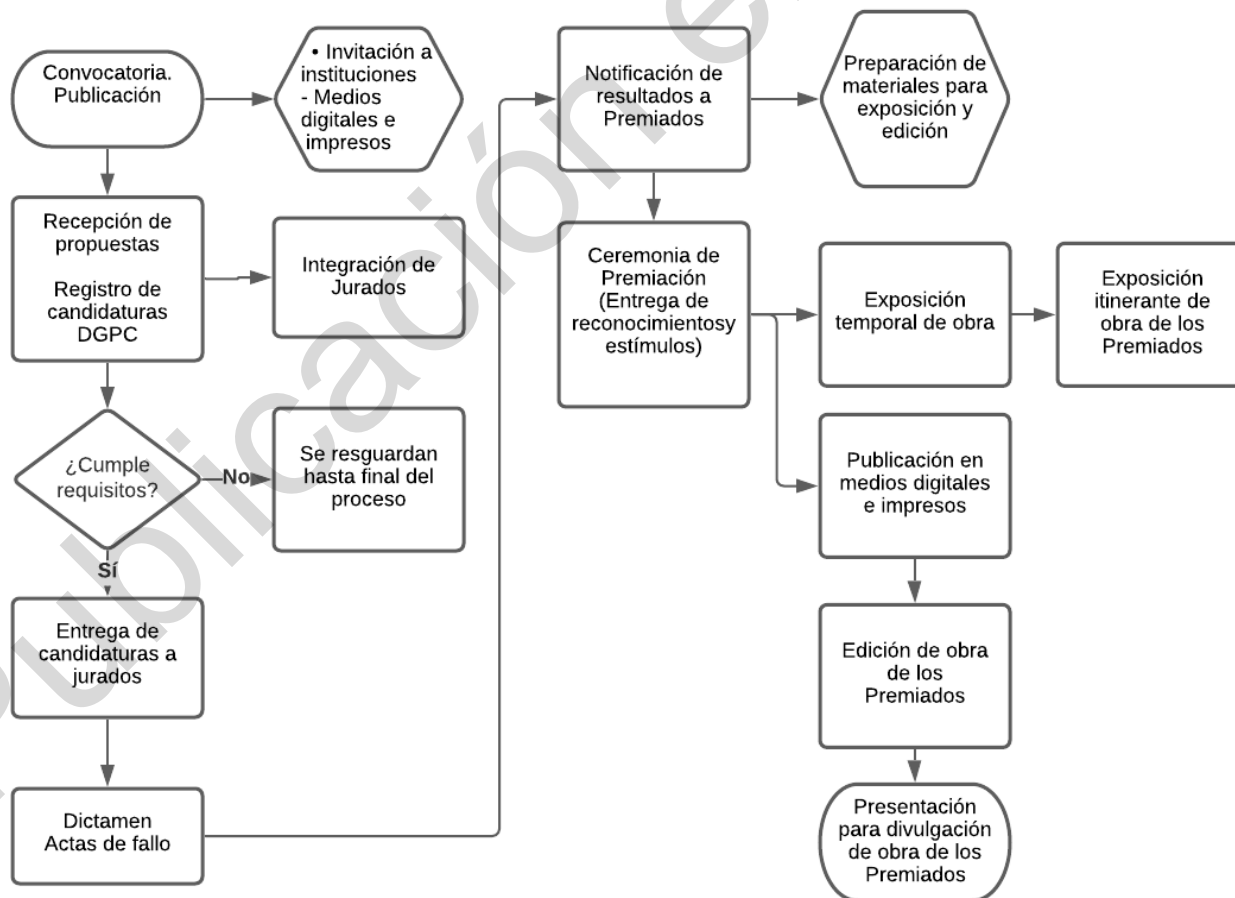 Convocatoria.
Publicación
• Invitación a
instituciones
- Medios
digitales e
impresos
Recepción de
propuestas
Registro de
candidaturas
DGPC
Integración de
Jurados
¿Cumple
requisitos?
No
Se resguardan
hasta final del
proceso
Sí
Entrega de
candidaturas a
jurados
Dictamen
Actas de fallo
Notificación de
resultados a
Premiados
Preparación de
materiales para
exposición y
edición
Ceremonia de
Premiación
(Entrega de
reconocimientosy
estímulos)
Exposición
temporal de obra
Exposición
itinerante de
obra de los
Premiados
Publicación en
medios digitales
e impresos
Edición de obra
de los
Premiados
Presentación
para divulgación
de obra de los
Premiados
Publicación e